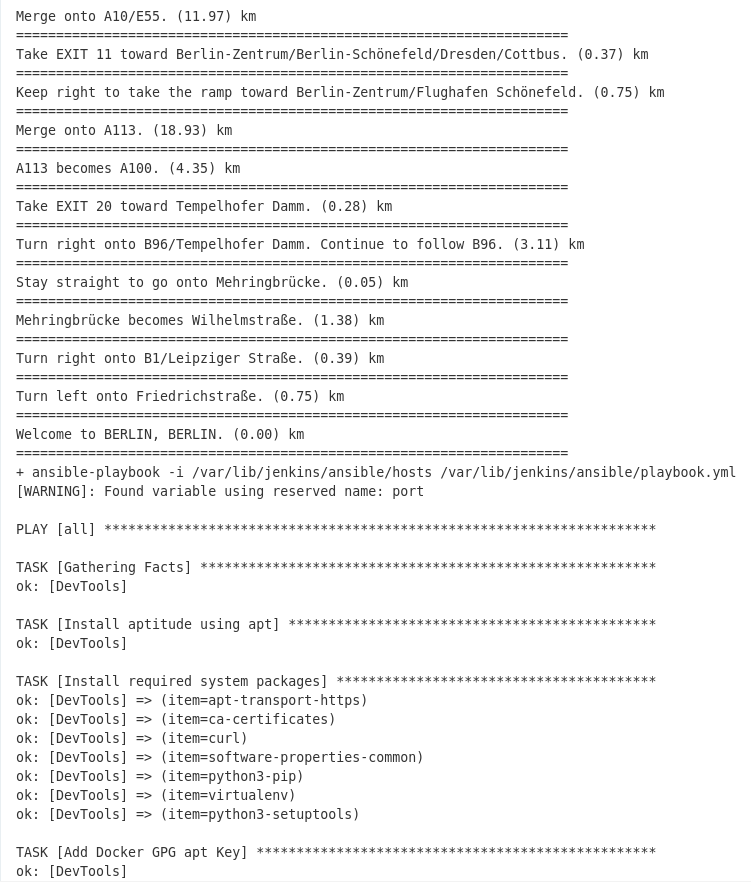 Merge onto A10/E55. (11.97) km
=====================================================================
Take EXIT 11 toward Berlin-Zentrum/Berlin-Schönefeld/Dresden/Cottbus. (0.37) km
=====================================================================
Keep right to take the ramp toward Berlin-Zentrum/Flughafen Schönefeld. (0.75) km
=====================================================================
Merge onto A113. (18.93) km
=====================================================================
A113 becomes A100. (4.35) km
=====================================================================
Take EXIT 20 toward Tempelhofer Damm. (0.28) km
=====================================================================
Turn right onto B96/Tempelhofer Damm. Continue to follow B96. (3.11) km
=====================================================================
Stay straight to go onto Mehringbrücke. (0.05) km
=====================================================================
Mehringbrücke becomes Wilhelmstraße. (1.38) km
=====================================================================
Turn right onto B1/Leipziger Straße. (0.39) km
=====================================================================
Turn left onto Friedrichstraße. (0.75) km
=====================================================================
Welcome to BERLIN, BERLIN. (0.00) km
=====================================================================
+ ansible-playbook -i /var/lib/jenkins/ansible/hosts /var/lib/jenkins/ansible/playbook.yml
[WARNING]: Found variable using reserved name: port
PLAY [all] *********************************************************************
TASK [Gathering Facts] *********************************************************
ok: [DevTools]
TASK [Install aptitude using apt] **********************************************
ok: [DevTools]
TASK [Install required system packages] ****************************************
ok: [DevTools] => (item=apt-transport-https)
ok: [DevTools] => (item=ca-certificates)
ok: [DevTools] => (item=curl)
ok: [DevTools] => (item=software-properties-common)
ok: [DevTools] => (item=python3-pip)
ok: [DevTools] => (item=virtualenv)
ok: [DevTools] => (item=python3-setuptools)
TASK [Add Docker GPG apt Key] **************************************************
ok: [DevTools]